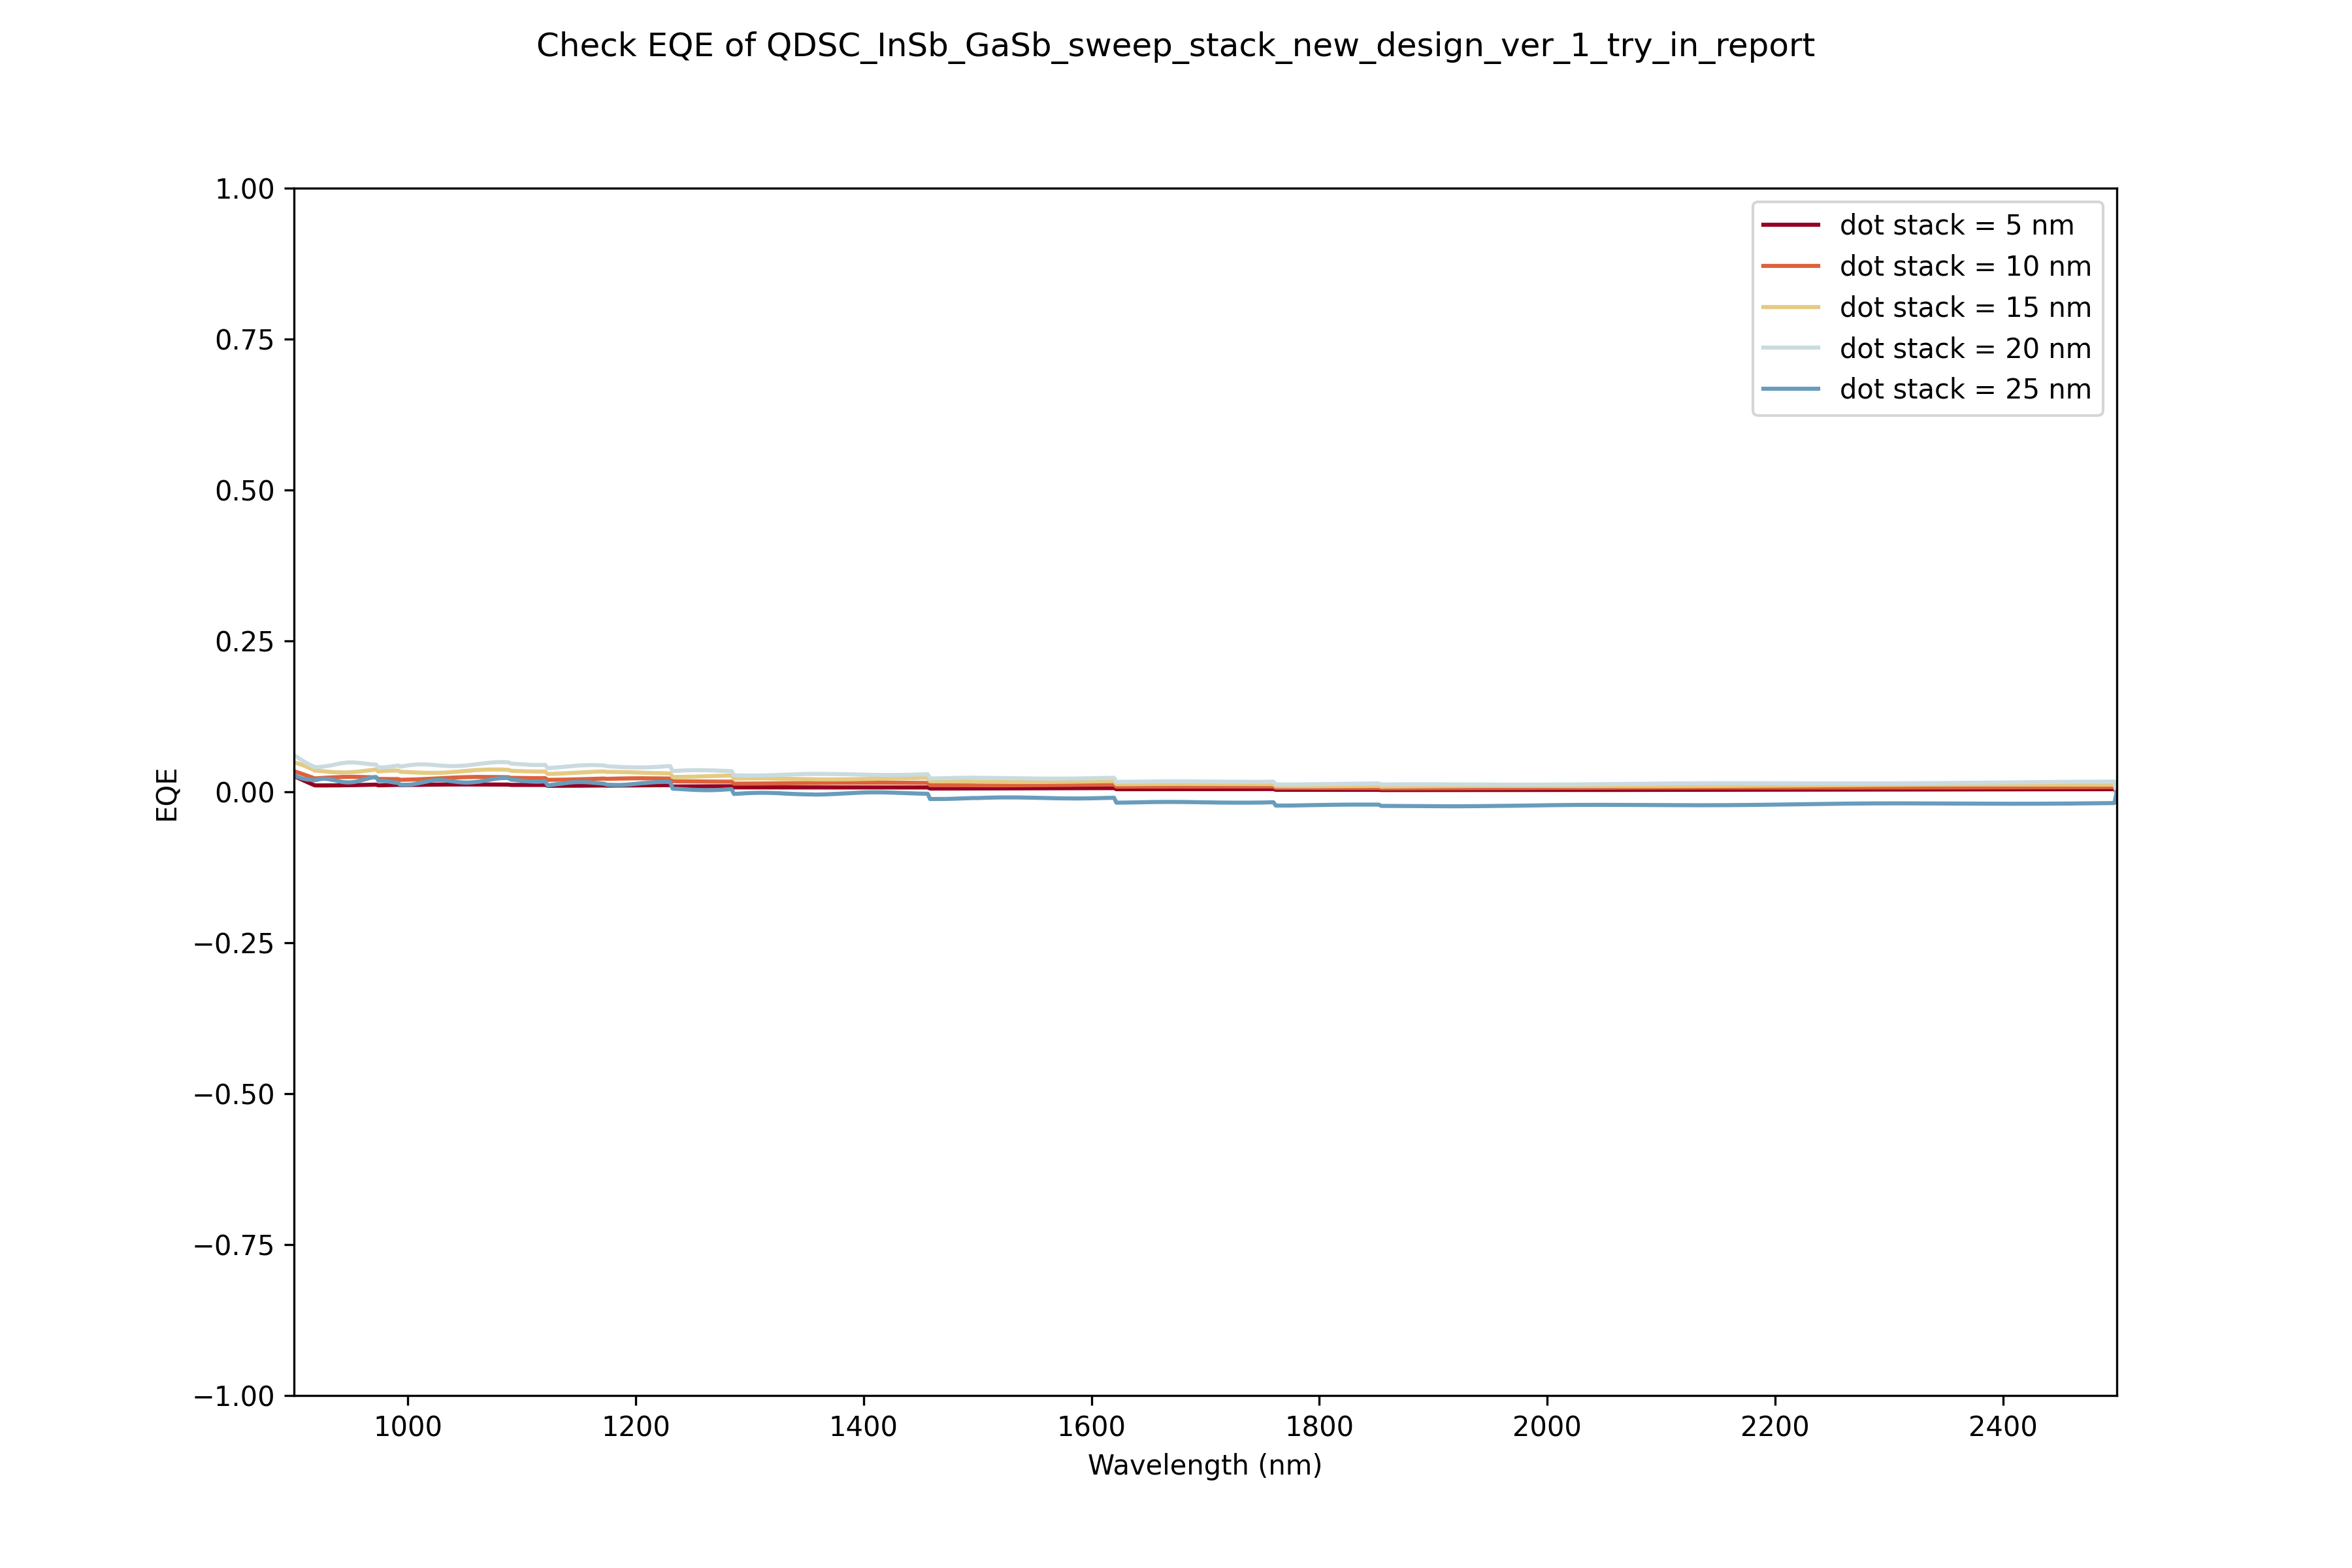 Check EQE of QDSC_InSb_GaSb_sweep_stack_new_design_ver_1_try_in_report
1.00
0.75
0.50
0.25
0.00
−0.25
−0.50
−0.75
−1.00
EQE
dot stack = 5 nm
dot stack = 10 nm
dot stack = 15 nm
dot stack = 20 nm
dot stack = 25 nm
1000 1200 1400 1600 1800 2000 2200 2400
Wavelength (nm)